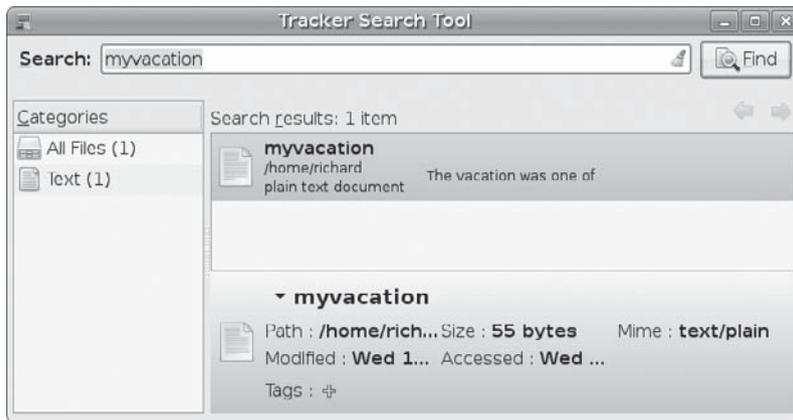 Tracker Search Tool
Search: myvacation Find
Categories
All Files (1)
Text (1)
Search results: 1 item
myvacation
/home/richard
plain text document
The vacation was one of
myvacation
Path : /home/rich... Size : 55 bytes Mime : text/plain
Modified : Wed 1... Accessed : Wed ...
Tags :